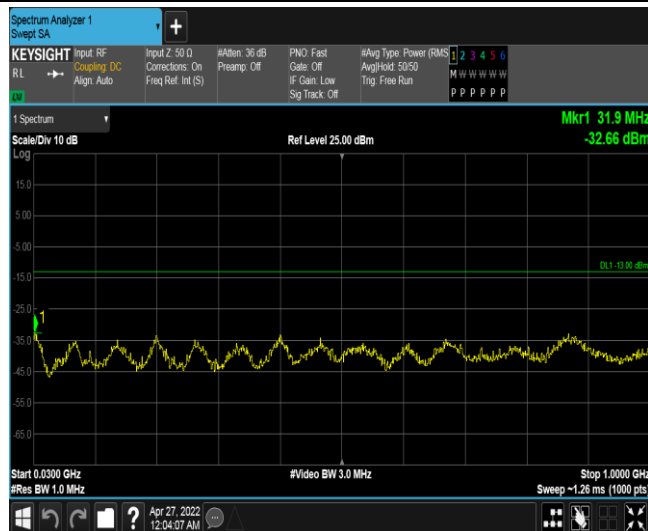 Spectrum Analyzer 1
Swept SA
KEYSIGHT Input: RF Input Z: 50 Ω #Atten: 36 dB PNO: Fast #Avg Type: Power (RMS 1 2 3 4 5 6
RL Coupling: DC Corrections: On Preamp: Off Gate: Off Avg|Hold: 50/50 M W W W W W
Align: Auto Freq Ref: Int (S) IF Gain: Low Trig: Free Run
Sig Track: Off P P P P P P
1 Spectrum Mkr1 31.9 MHz
Scale/Div 10 dB Ref Level 25.00 dBm -32.66 dBm
Log
15.0
5.00
-5.00
DL1 -13.00 dBm
-15.0
-25.0
1
-35.0
-45.0
-55.0
-65.0
Start 0.0300 GHz #Video BW 3.0 MHz Stop 1.0000 GHz
#Res BW 1.0 MHz Sweep ~1.26 ms (1000 pts)
? Apr 27, 2022
12:04:07 AM